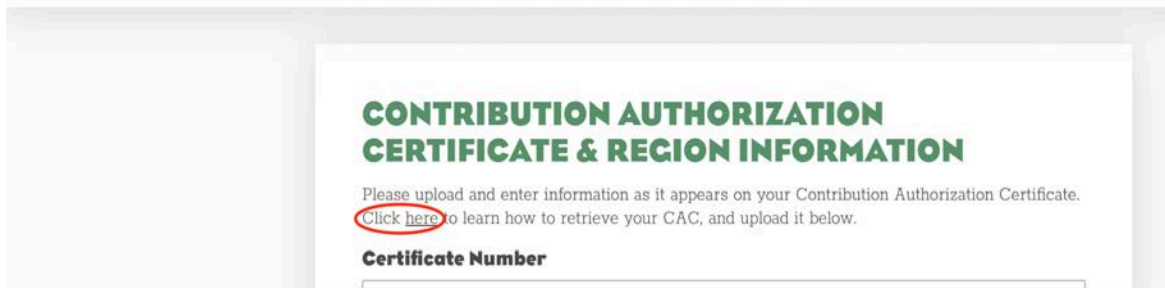 CONTRIBUTION AUTHORIZATION
CERTIFICATE & REGION INFORMATION
Please upload and enter information as it appears on your Contribution Authorization Certificate.
Click here to learn how to retrieve your CAC, and upload it below.
Certificate Number